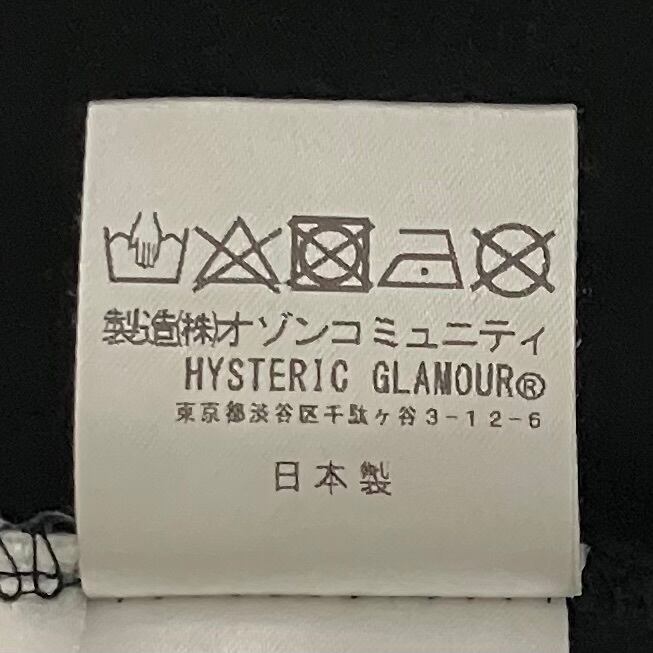 製造(株)オゾンコミュニティ
HYSTERIC GLAMOUR®
東京都渋谷区千駄ヶ谷3-12-6
日本製